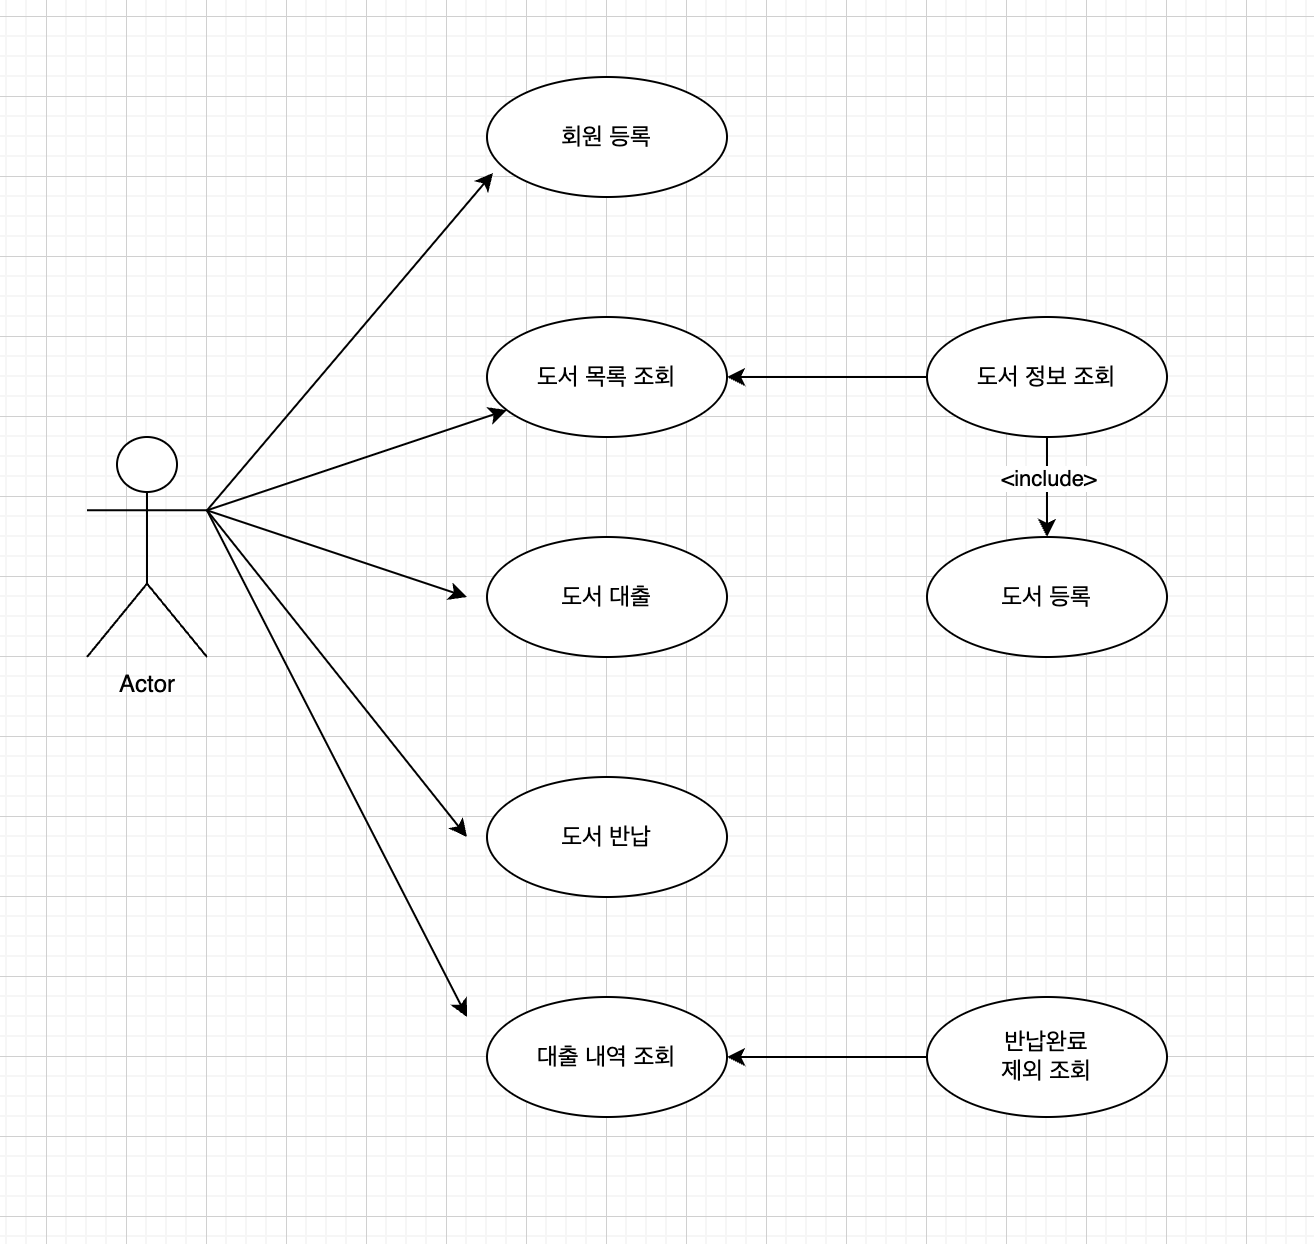 회원 등록
도서 목록 조회
도서 정보 조회
<include>
도서 대출
도서 등록
Actor
도서 반납
대출 내역 조회
반납완료
제외 조회